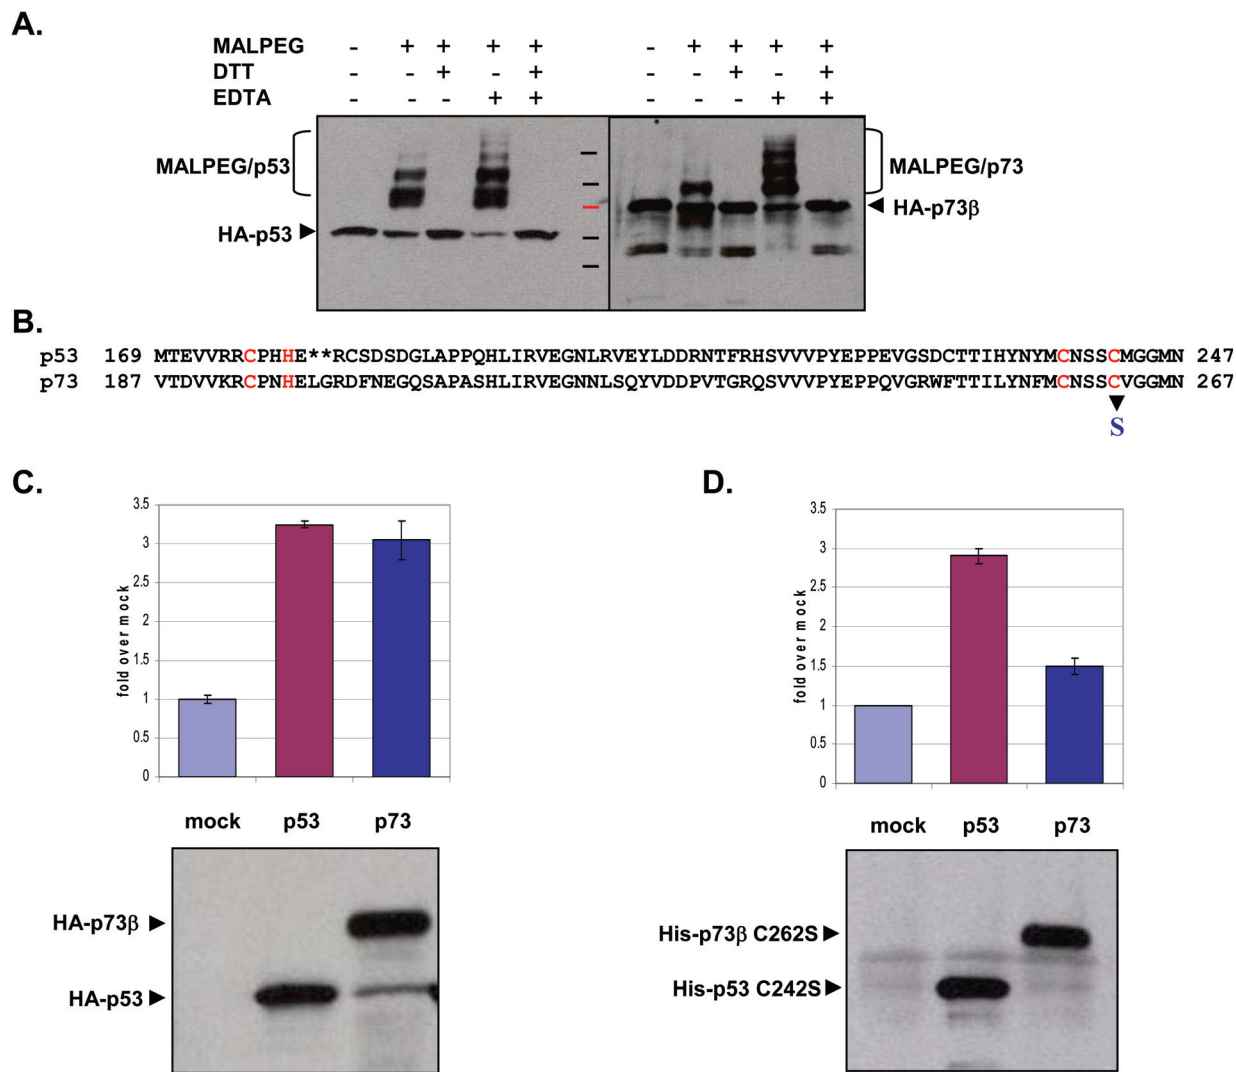 A.
MALPEG - + + + + - + + + +
DTT - - + - + - - + - +
EDTA - - - + + - - - + +
MALPEG/p53
MALPEG/p73
HA-p73β
HA-p53
B.
p53 169 MTEVVRRCPHHE**RCSDSDGLAPPQHLIRVEGNLRVEYLDDRNTFRHSVVVPYEPPEVGSDCTTIHYNYMCNSSCMGGMN 247
p73 187 VTDVVKRCPNHELGRDFNEGQSAPASHLIRVEGNNLSQYVDDPVTGRQSVVVPYEPPQVGRWFTTILYNFMCNSSCVGGMN 267
S
C.
fold over mock
3.5
3
2.5
2
1.5
1
0.5
0
mock p53 p73
HA-p73β
HA-p53
D.
fold over mock
3.5
3
2.5
2
1.5
1
0.5
0
mock p53 p73
His-p73β C262S
His-p53 C242S